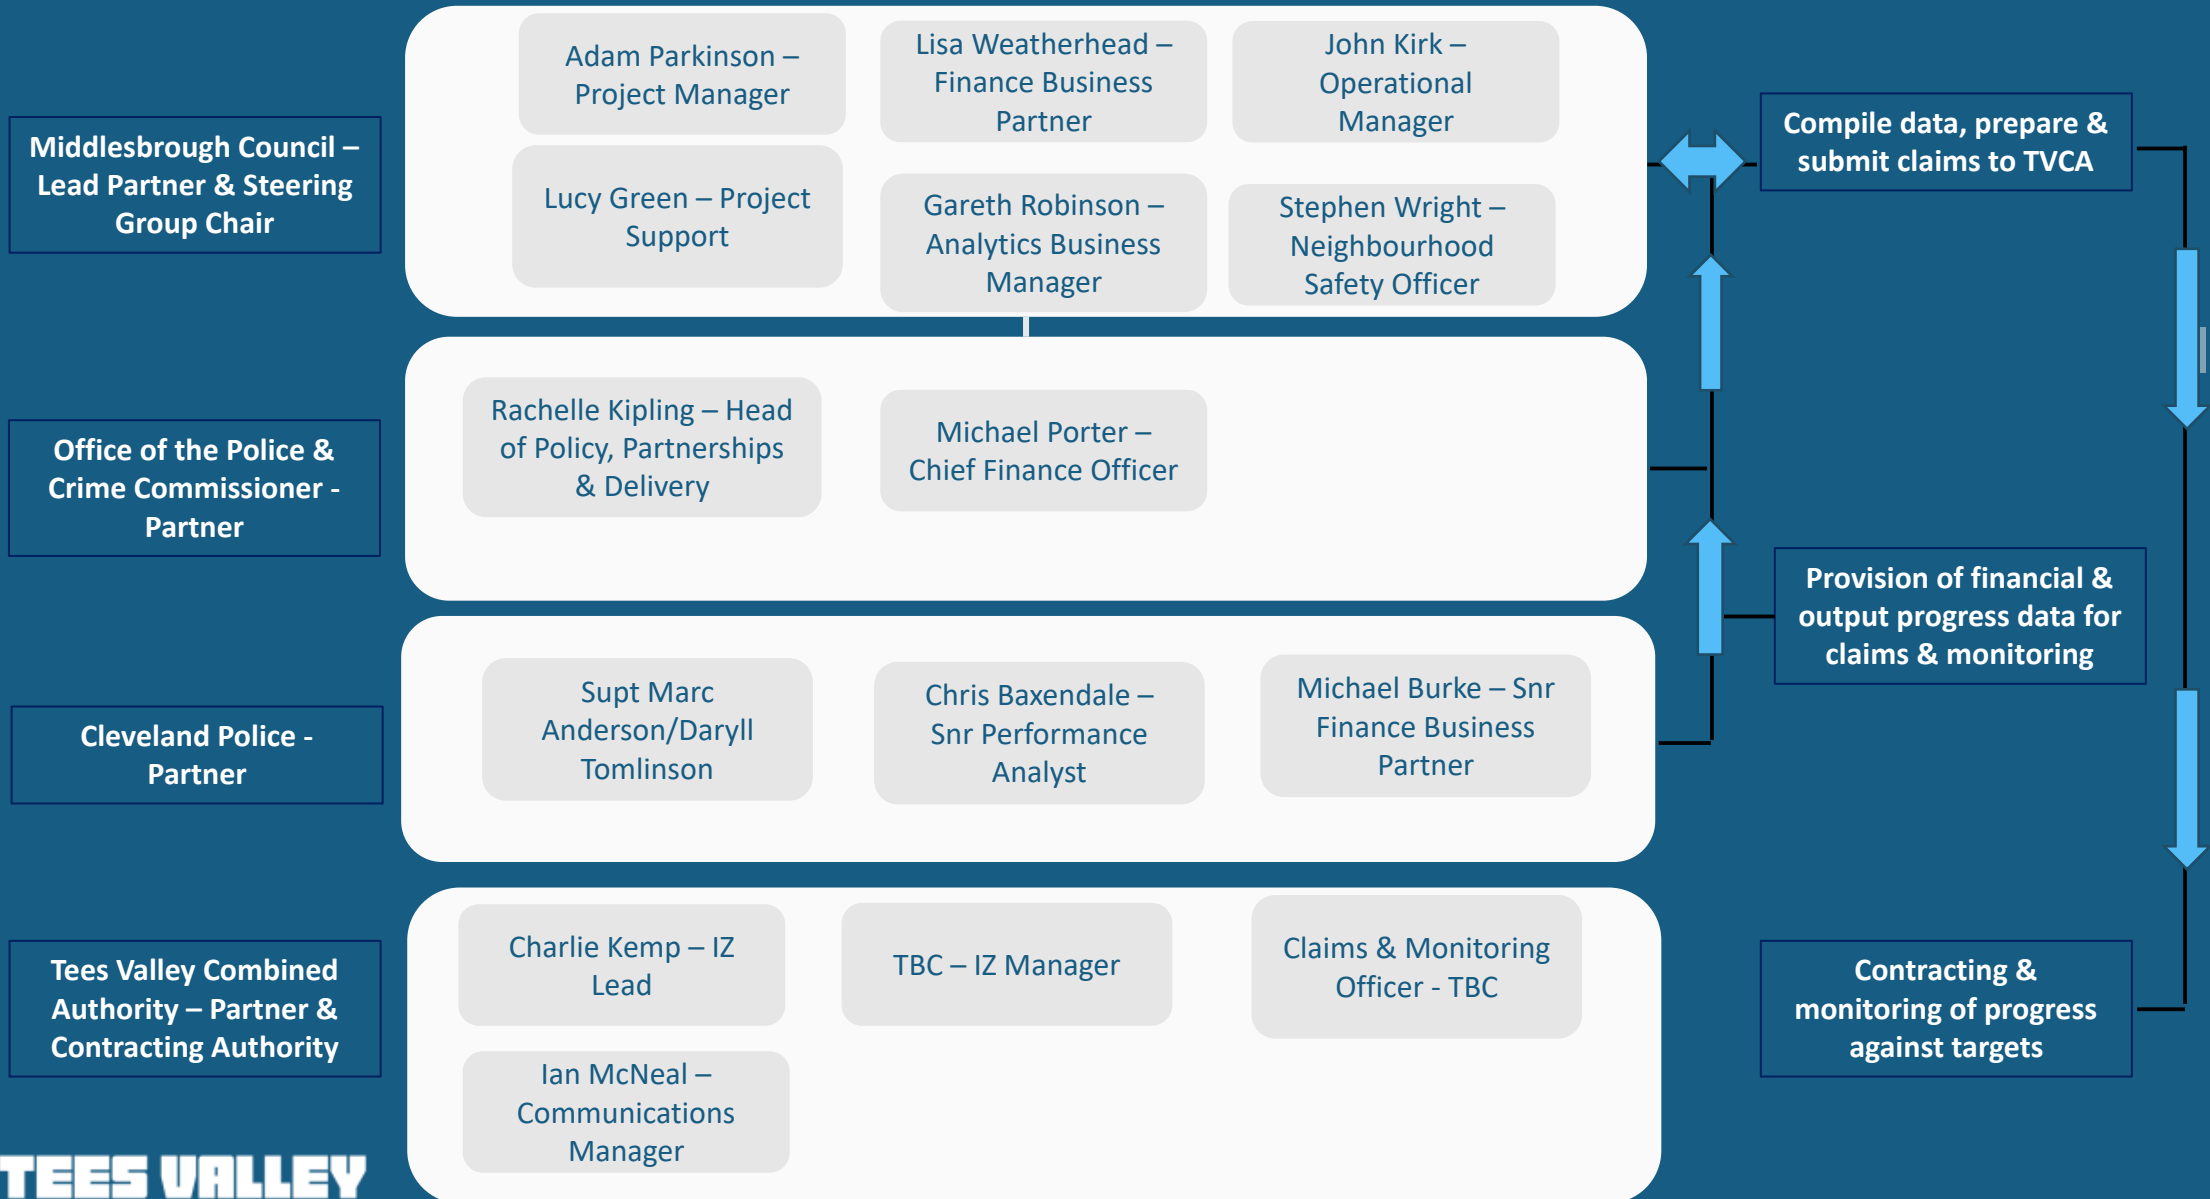 Middlesbrough Council –
Lead Partner & Steering
Group Chair
Adam Parkinson –
Project Manager
Lisa Weatherhead –
Finance Business
Partner
John Kirk –
Operational
Manager
Lucy Green – Project
Support
Gareth Robinson –
Analytics Business
Manager
Stephen Wright –
Neighbourhood
Safety Officer
Compile data, prepare &
submit claims to TVCA
Office of the Police &
Crime Commissioner -
Partner
Rachelle Kipling – Head
of Policy, Partnerships
& Delivery
Michael Porter –
Chief Finance Officer
Provision of financial &
output progress data for
claims & monitoring
Cleveland Police -
Partner
Supt Marc
Anderson/Daryll
Tomlinson
Chris Baxendale –
Snr Performance
Analyst
Michael Burke – Snr
Finance Business
Partner
Tees Valley Combined
Authority – Partner &
Contracting Authority
Charlie Kemp – IZ
Lead
TBC – IZ Manager
Claims & Monitoring
Officer - TBC
Ian McNeal –
Communications
Manager
Contracting &
monitoring of progress
against targets
TEES VALLEY